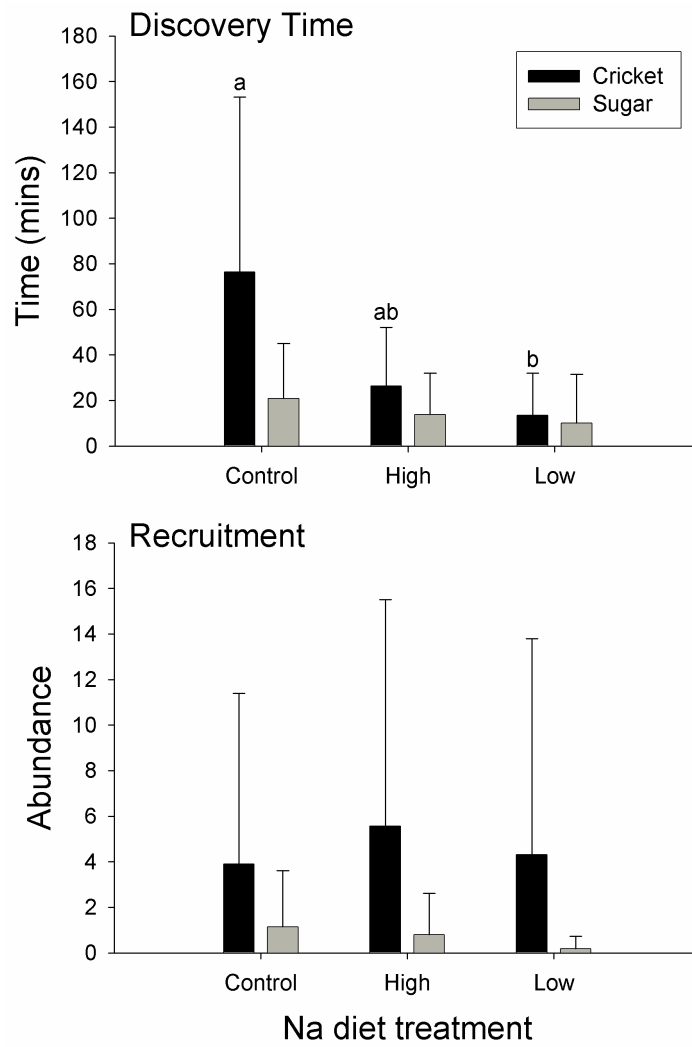 Discovery Time
180
160
140
120
100
80
60
40
20
0
Time (mins)
Cricket
Sugar
a
ab
b
Control High Low
Recruitment
18
16
14
12
10
8
6
4
2
0
Abundance
Control High Low
Na diet treatment